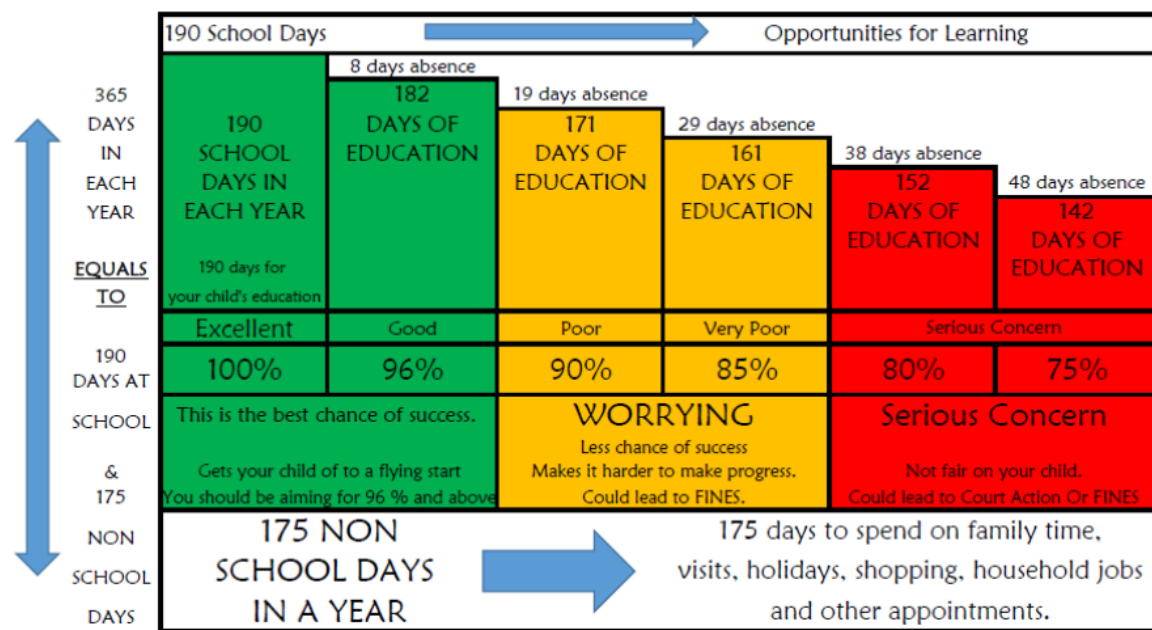 190 School Days
Opportunities for Learning
365
DAYS
IN
EACH
YEAR
EQUALS
TO
190
DAYS AT
SCHOOL
&
175
NON
SCHOOL
DAYS
190
SCHOOL
DAYS IN
EACH YEAR
190 days for
your child's education
8 days absence
182
DAYS OF
EDUCATION
19 days absence
171
DAYS OF
EDUCATION
29 days absence
161
DAYS OF
EDUCATION
38 days absence
152
DAYS OF
EDUCATION
48 days absence
142
DAYS OF
EDUCATION
Excellent
Good
Poor
Very Poor
Serious Concern
100%
96%
90%
85%
80%
75%
This is the best chance of success.
Gets your child of to a flying start
You should be aiming for 96 % and above
WORRYING
Less chance of success
Makes it harder to make progress.
Could lead to FINES.
Serious Concern
Not fair on your child.
Could lead to Court Action Or FINES
175 NON
SCHOOL DAYS
IN A YEAR
175 days to spend on family time,
visits, holidays, shopping, household jobs
and other appointments.